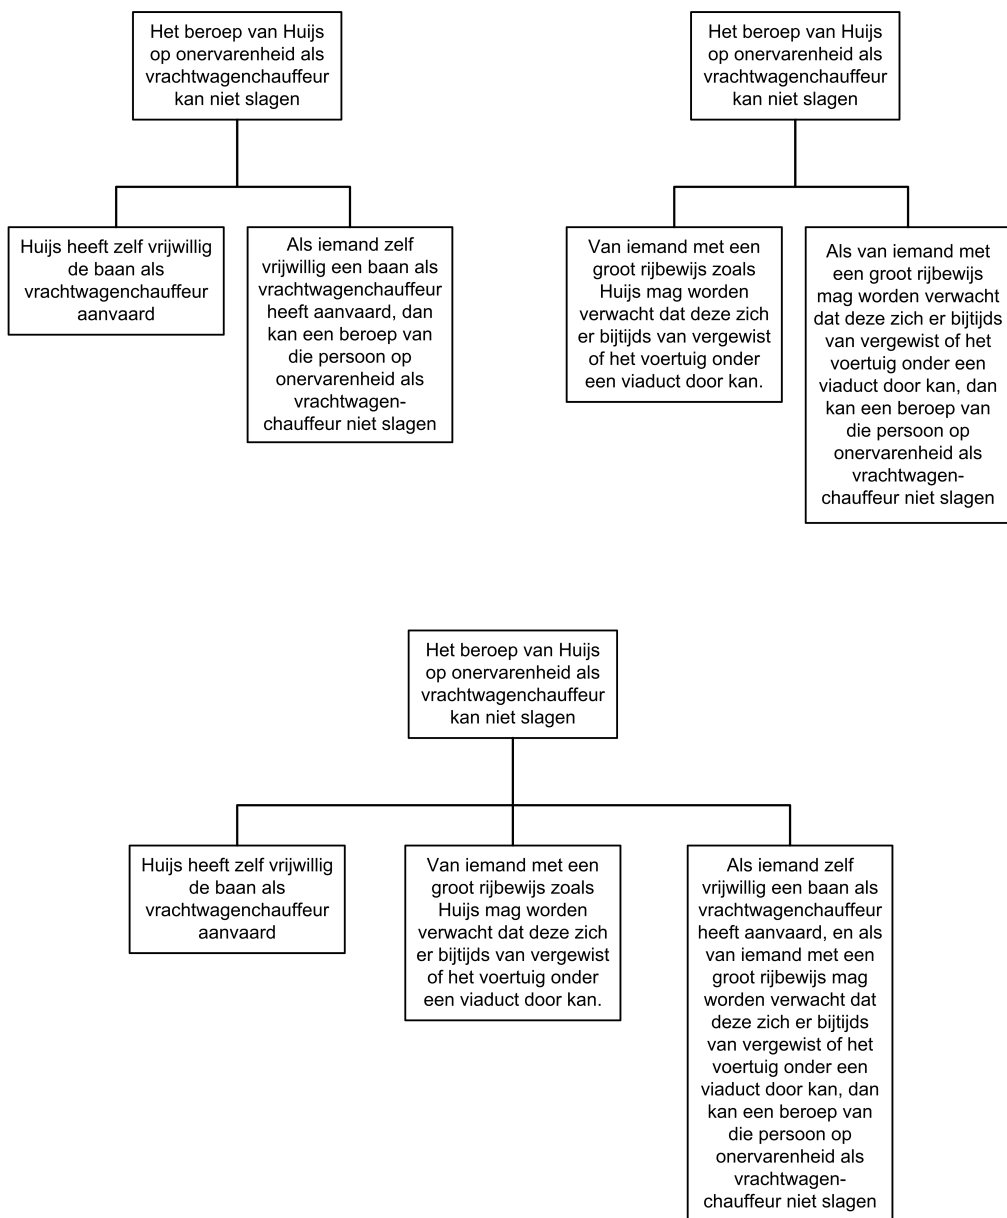 Het beroep van Huijs
op onervarenheid als
vrachtwagenchauffeur
kan niet slagen
Huijs heeft zelf vrijwillig
de baan als
vrachtwagenchauffeur
aanvaard
Als iemand zelf
vrijwillig een baan als
vrachtwagenchauffeur
heeft aanvaard, dan
kan een beroep van
die persoon op
onervarenheid als
vrachtwagen-
chauffeur niet slagen
Het beroep van Huijs
op onervarenheid als
vrachtwagenchauffeur
kan niet slagen
Van iemand met een
groot rijbewijs zoals
Huijs mag worden
verwacht dat deze zich
er bijtijds van vergewist
of het voertuig onder
een viaduct door kan.
Als van iemand met
een groot rijbewijs
mag worden verwacht
dat deze zich er bijtijds
van vergewist of het
voertuig onder een
viaduct door kan, dan
kan een beroep van
die persoon op
onervarenheid als
vrachtwagen-
chauffeur niet slagen
Het beroep van Huijs
op onervarenheid als
vrachtwagenchauffeur
kan niet slagen
Huijs heeft zelf vrijwillig
de baan als
vrachtwagenchauffeur
aanvaard
Van iemand met een
groot rijbewijs zoals
Huijs mag worden
verwacht dat deze zich
er bijtijds van vergewist
of het voertuig onder
een viaduct door kan.
Als iemand zelf
vrijwillig een baan als
vrachtwagenchauffeur
heeft aanvaard, en als
van iemand met een
groot rijbewijs mag
worden verwacht dat
deze zich er bijtijds
van vergewist of het
voertuig onder een
viaduct door kan, dan
kan een beroep van
die persoon op
onervarenheid als
vrachtwagen-
chauffeur niet slagen